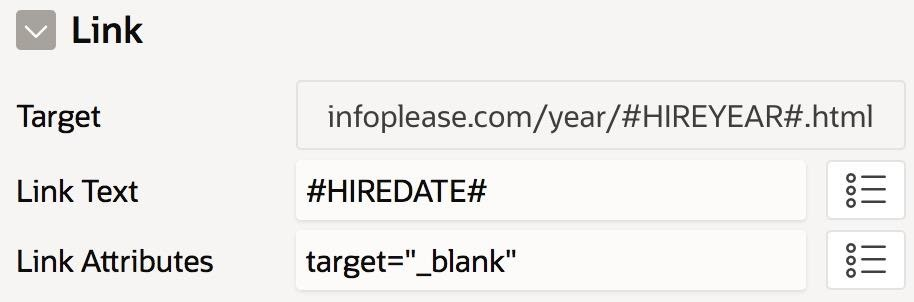 Link
Target infoplease.com/year/#HIREYEAR#.html
Link Text #HIREDATE#
Link Attributes target="_blank"